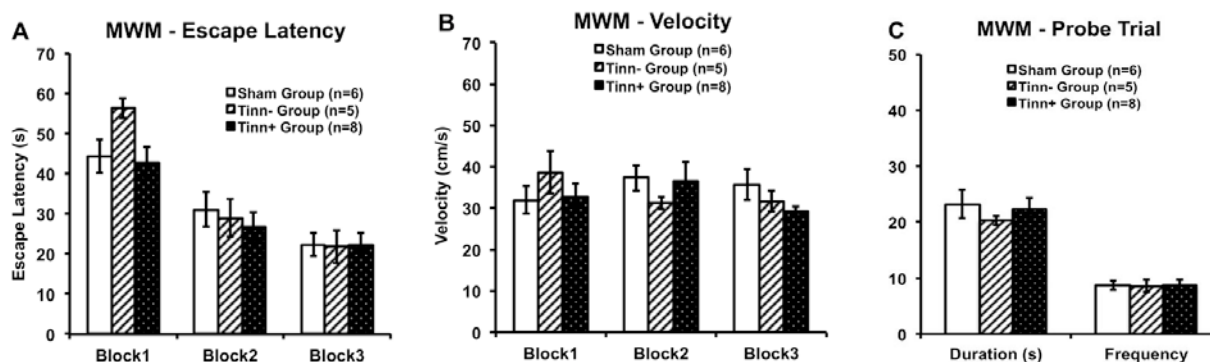 A
MWM - Escape Latency
70
60
50
40
30
20
10
0
Escape Latency (s)
Sham Group (n=6)
Tinn- Group (n=5)
Tinn+ Group (n=8)
Block1 Block2 Block3
B
MWM - Velocity
70
60
50
40
30
20
10
0
Velocity (cm/s)
Sham Group (n=6)
Tinn- Group (n=5)
Tinn+ Group (n=8)
Block1 Block2 Block3
C
MWM - Probe Trial
50
40
30
20
10
0
Sham Group (n=6)
Tinn- Group (n=5)
Tinn+ Group (n=8)
Duration (s) Frequency